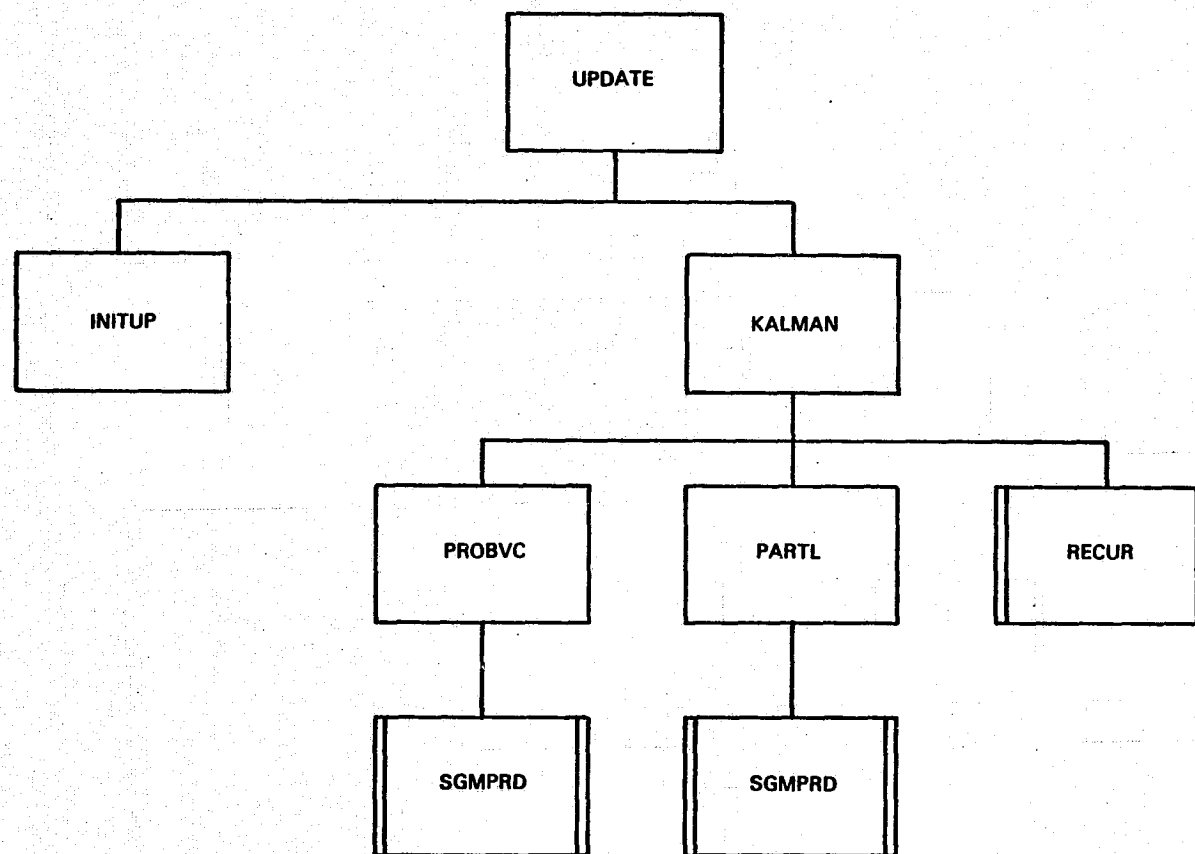 UPDATE
INITUP
KALMAN
PROBVC
PARTL
RECUR
SGMPRD
SGMPRD